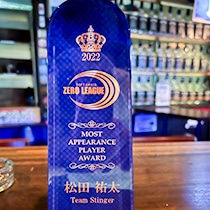 2022
ZERO LEAGUE
MOST
APPEARANCE
PLAYER
AWARD
松田 祐太
Team Stinger